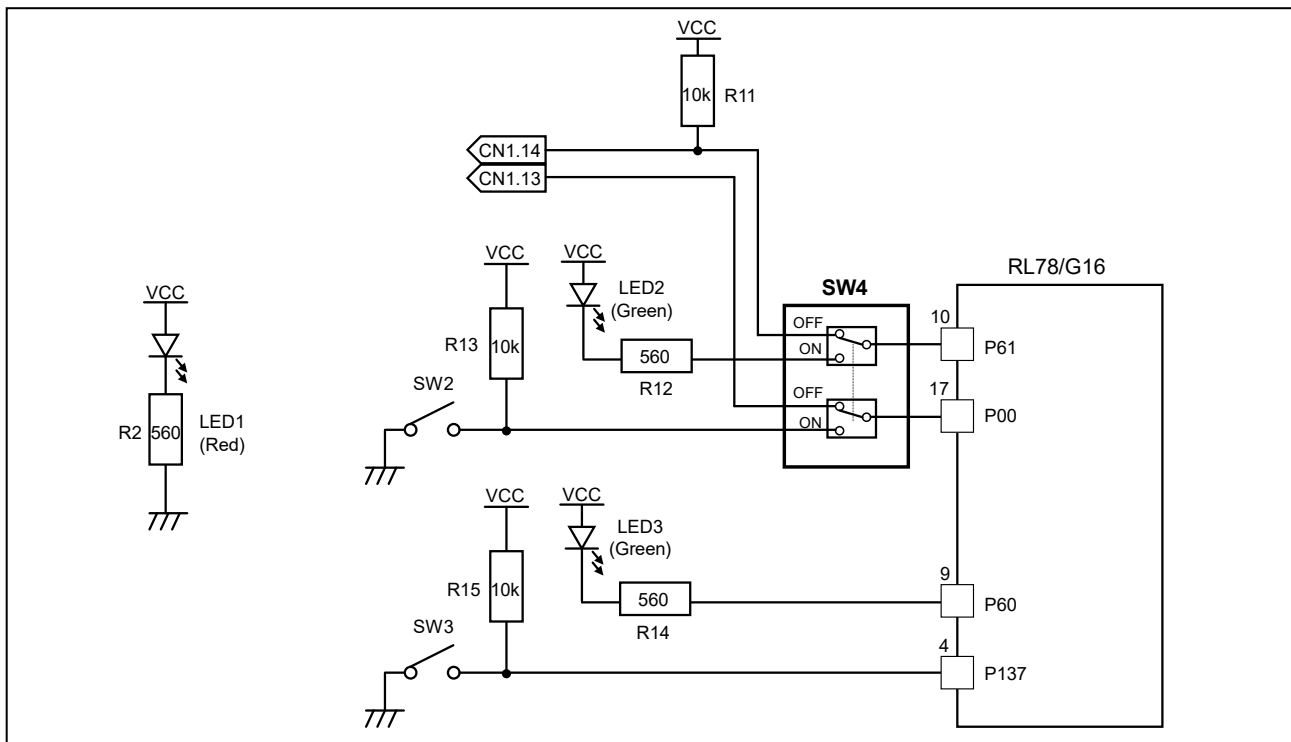 VCC
10k R11
CN1.14
CN1.13
VCC
VCC
LED2
(Green)
R13 10k
560
R12
SW2
SW4
OFF
ON
OFF
ON
RL78/G16
10
P61
17
P00
VCC
R2 560
LED1
(Red)
VCC
VCC
LED3
(Green)
R15 10k
560
R14
SW3
9
P60
4
P137